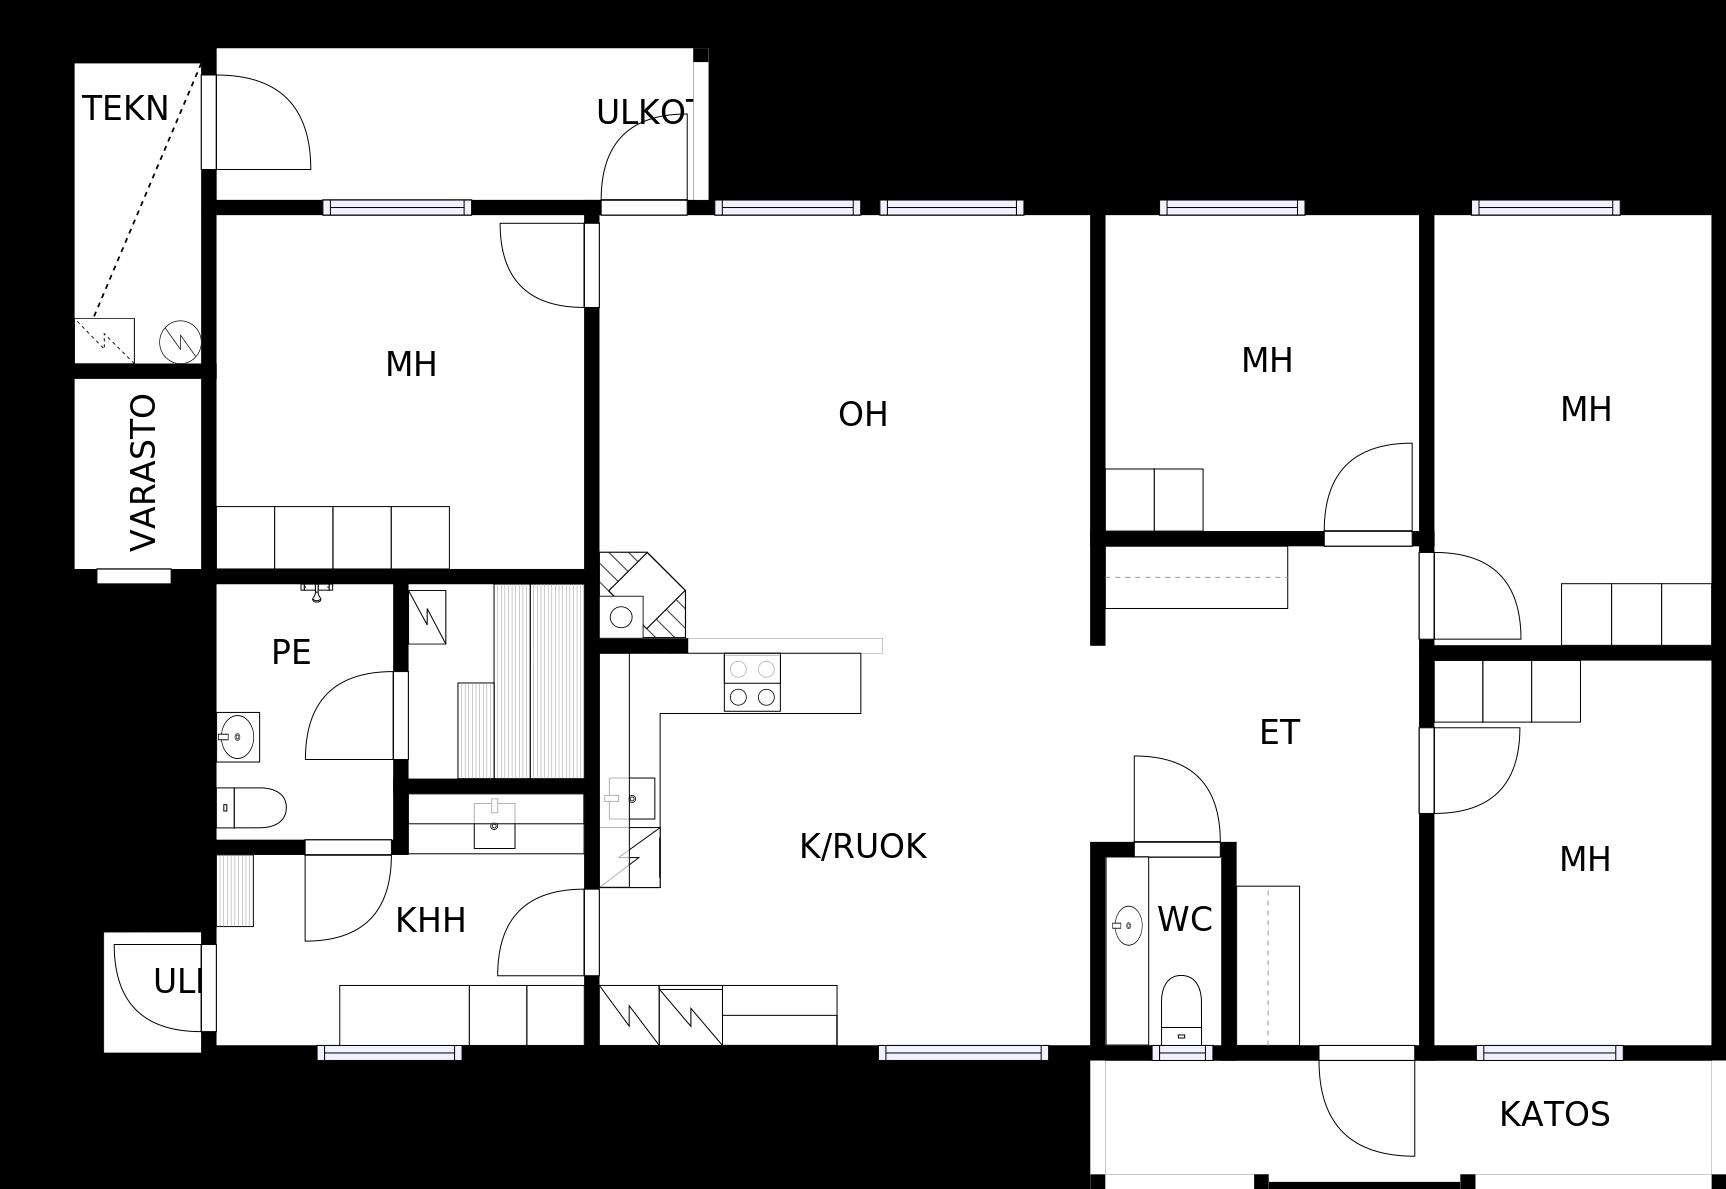 TEKN
ULKOT
MH
MH
MH
OH
VARASTO
PE
ET
K/RUOK
MH
KHH
WC
ULI
KATOS